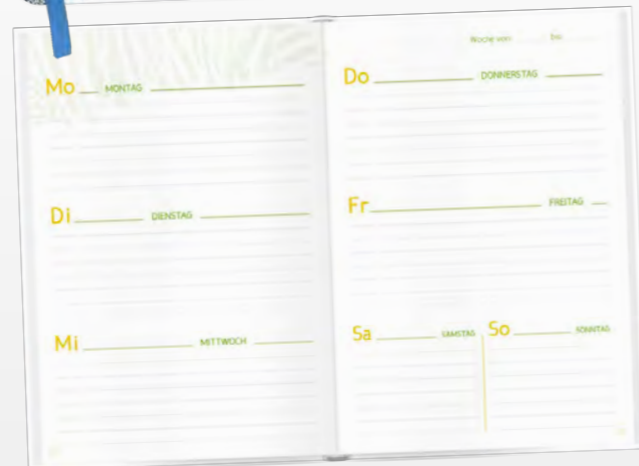 Mo MONTAG
Di DIENSTAG
Mi MITTWOCH
Woche vom bis
Do DONNERSTAG
Fr FREITAG
Sa SAMSTAG
So SONNTAG